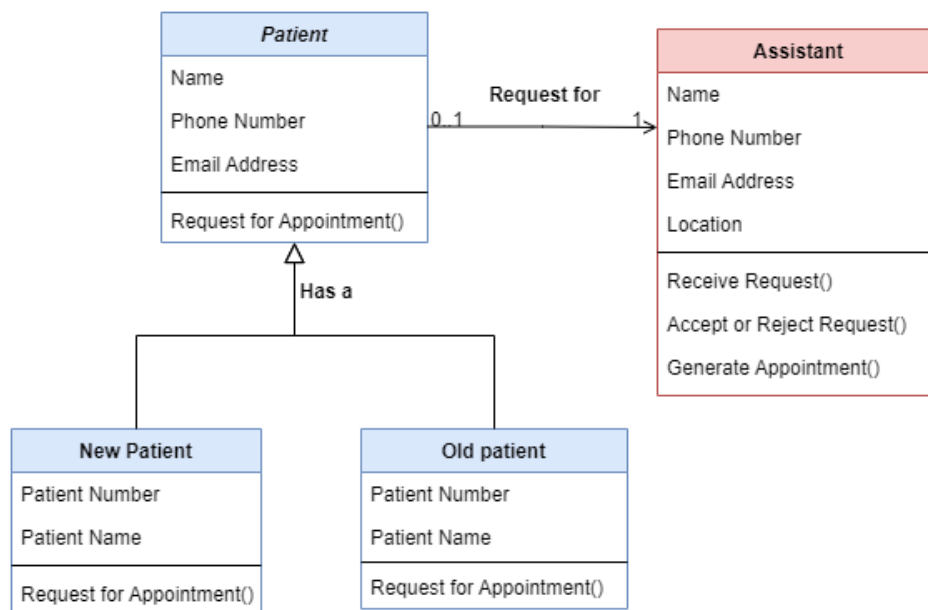 Patient
Name
Phone Number
Email Address
Request for Appointment()
Request for
0..1
1
Assistant
Name
Phone Number
Email Address
Location
Receive Request()
Accept or Reject Request()
Generate Appointment()
Has a
New Patient
Patient Number
Patient Name
Request for Appointment()
Old patient
Patient Number
Patient Name
Request for Appointment()